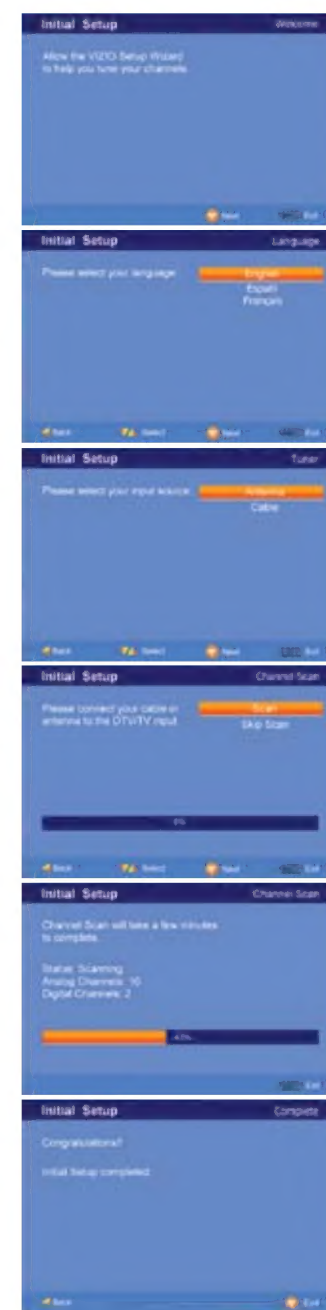 Initial Setup Welcome
Allow the VIZIO Setup Wizard
to help you tune your channels.
Next Exit
Initial Setup Language
Please select your language English
Español
Français
Back Select Next Exit
Initial Setup Tuner
Please select your input source Antenna
Cable
Back Select Next Exit
Initial Setup Channel Scan
Please connect your cable or Scan
antenna to the DTV/TV input Skip Scan
0%
Back Select Next Exit
Initial Setup Channel Scan
Channel Scan will take a few minutes
to complete.
Status: Scanning
Analog Channels: 16
Digital Channels: 2
Exit
Initial Setup Complete
Congratulations!!
Initial Setup completed
Back Exit